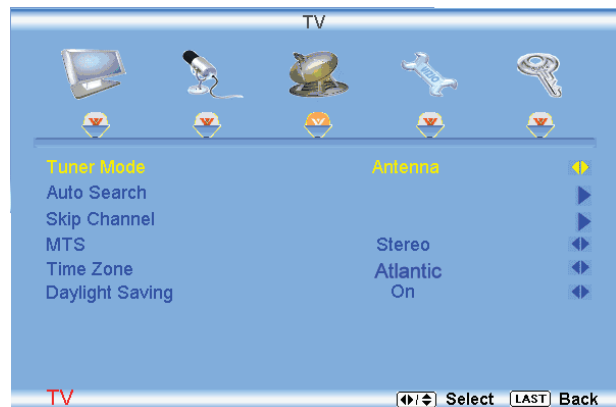 TV
VIZIO
Tuner Mode Antenna
Auto Search
Skip Channel
MTS Stereo
Time Zone Atlantic
Daylight Saving On
TV / Select LAST Back